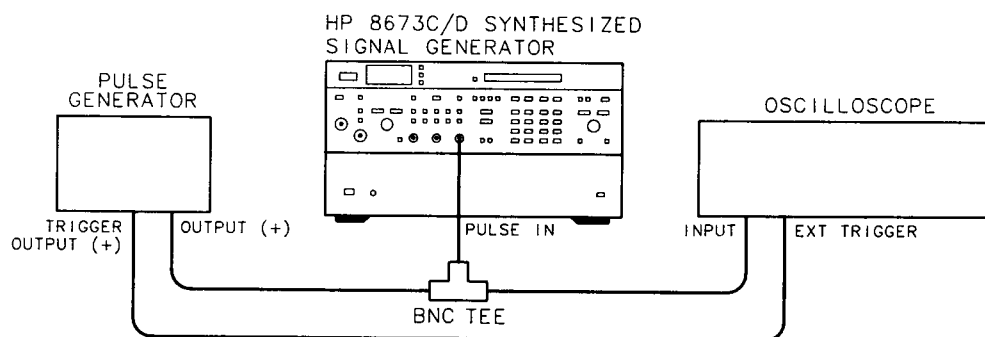 HP 8673C/D SYNTHESIZED
SIGNAL GENERATOR
PULSE
GENERATOR
OSCILLOSCOPE
TRIGGER
OUTPUT (+)
OUTPUT (+)
PULSE IN
INPUT
EXT TRIGGER
BNC TEE